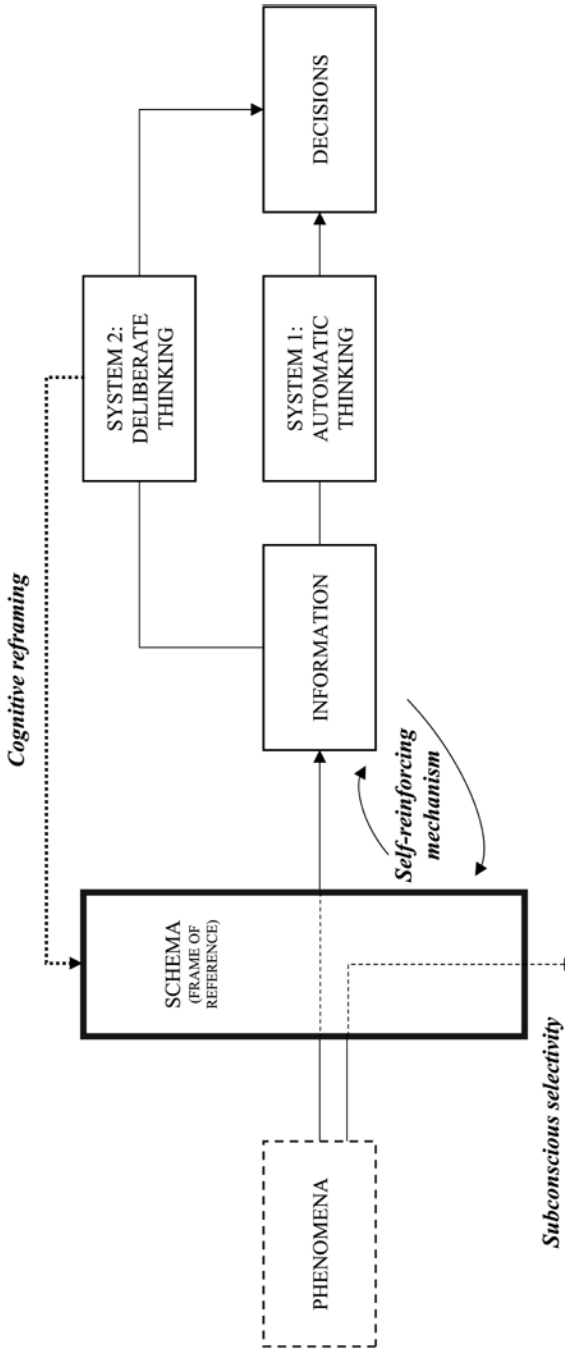 Cognitive reframing
SYSTEM 2:
DELIBERATE
THINKING
SCHEMA
(FRAME OF
REFERENCE)
PHENOMENA
INFORMATION
SYSTEM 1:
AUTOMATIC
THINKING
DECISIONS
Self-reinforcing
mechanism
Subconscious selectivity